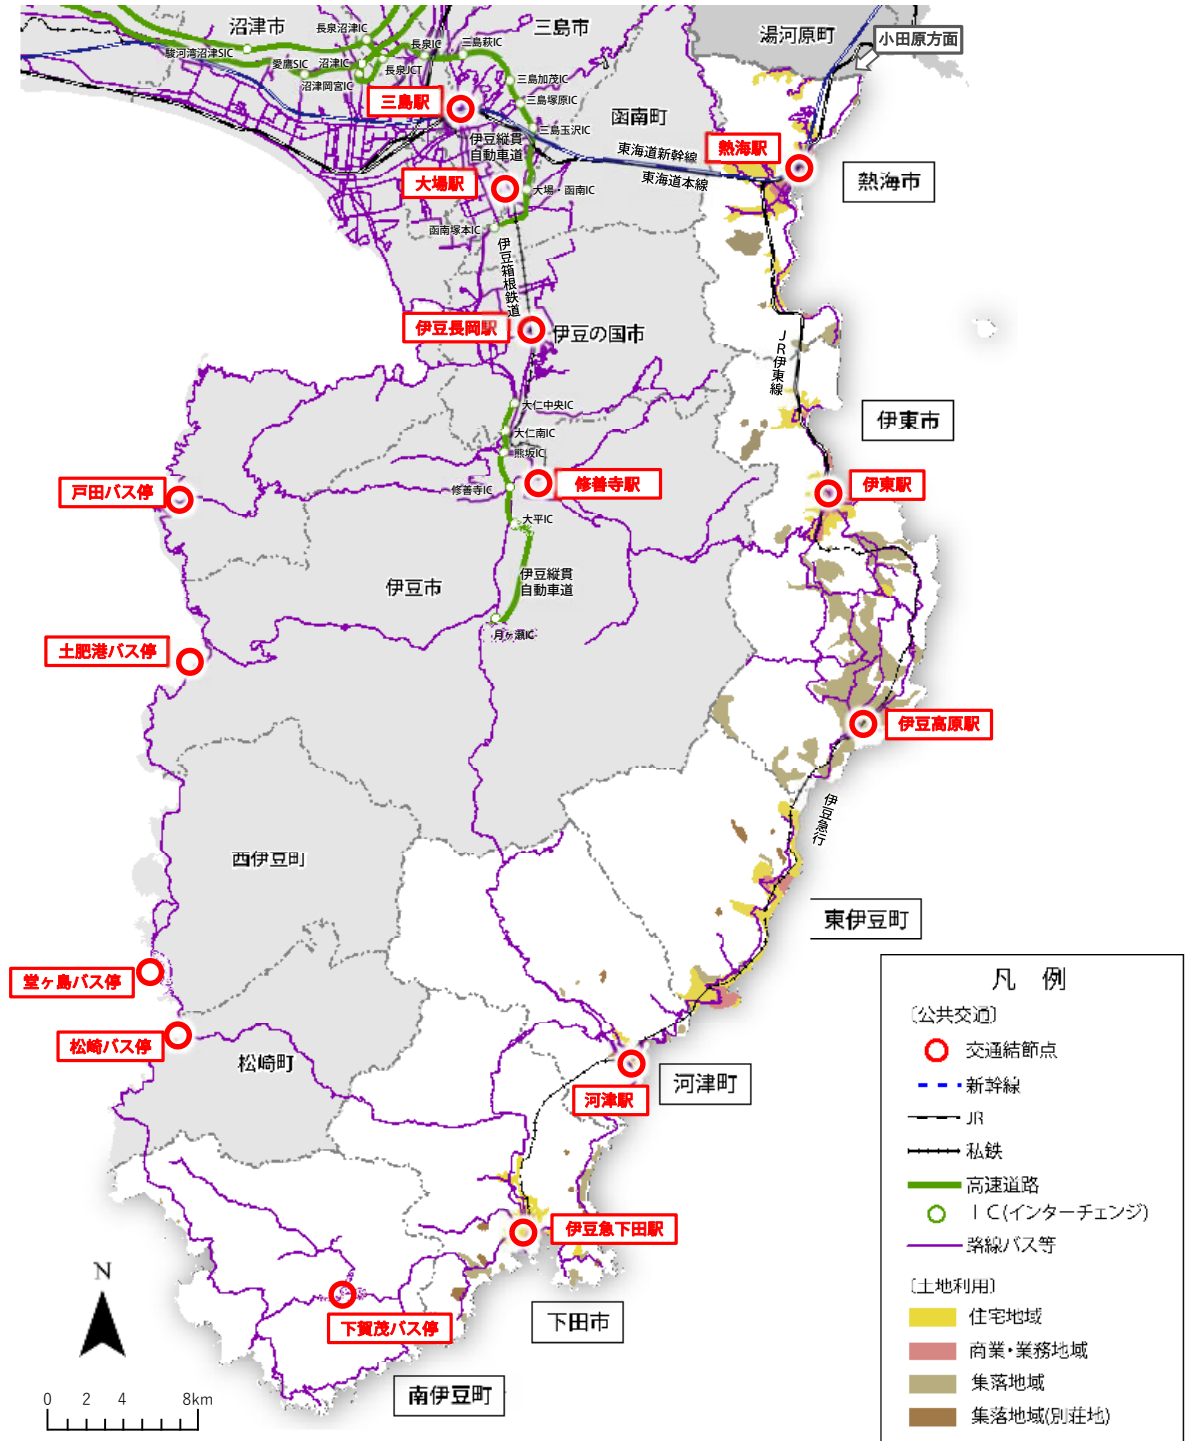 沼津市
長泉沼津IC
三島市
湯河原町
小田原方面
駿河湾沼津SIC
愛鷹SIC
沼津IC
長泉IC
三島萩IC
長泉JCT
沼津岡宮IC
三島加茂IC
三島塚原IC
三島駅
函南町
三島玉沢IC
伊豆縦貫
自動車道
東海道新幹線
東海道本線
熱海駅
熱海市
大場駅
大場・函南IC
函南塚本IC
伊豆箱根鉄道
伊豆長岡駅
伊豆の国市
JR伊東線
大仁中央IC
大仁南IC
熊坂IC
伊東市
戸田バス停
修善寺IC
修善寺駅
伊東駅
大平IC
伊豆市
伊豆縦貫
自動車道
月ヶ瀬IC
土肥港バス停
伊豆高原駅
伊豆急行
西伊豆町
東伊豆町
堂ヶ島バス停
松崎バス停
松崎町
河津町
河津駅
伊豆急下田駅
下賀茂バス停
下田市
南伊豆町
N
0 2 4 8km
凡 例
〔公共交通〕
交通結節点
新幹線
JR
私鉄
高速道路
IC(インターチェンジ)
路線バス等
〔土地利用〕
住宅地域
商業・業務地域
集落地域
集落地域(別荘地)